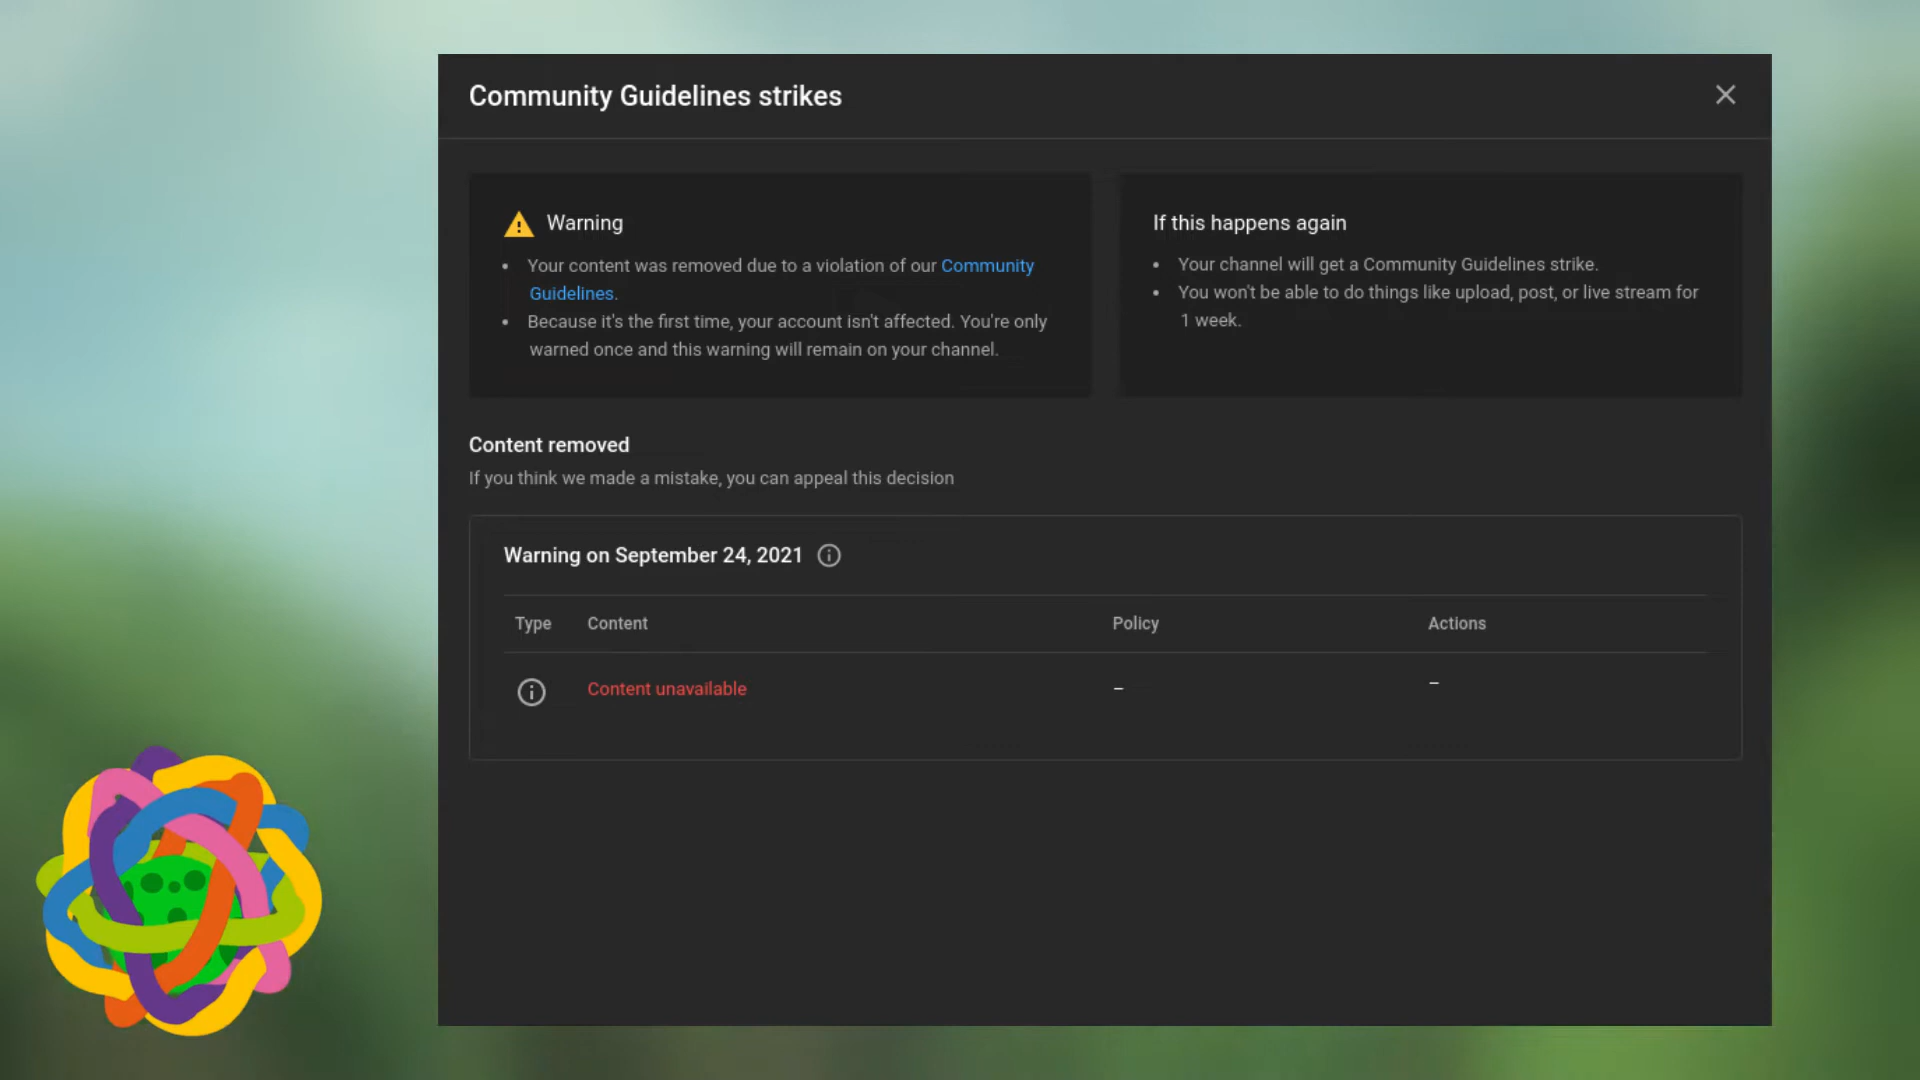 Community Guidelines strikes
Warning
• Your content was removed due to a violation of our Community
Guidelines.
• Because it's the first time, your account isn't affected. You're only
warned once and this warning will remain on your channel.
If this happens again
• Your channel will get a Community Guidelines strike.
• You won't be able to do things like upload, post, or live stream for
1 week.
Content removed
If you think we made a mistake, you can appeal this decision
Warning on September 24, 2021
Type Content Policy Actions
Content unavailable – –